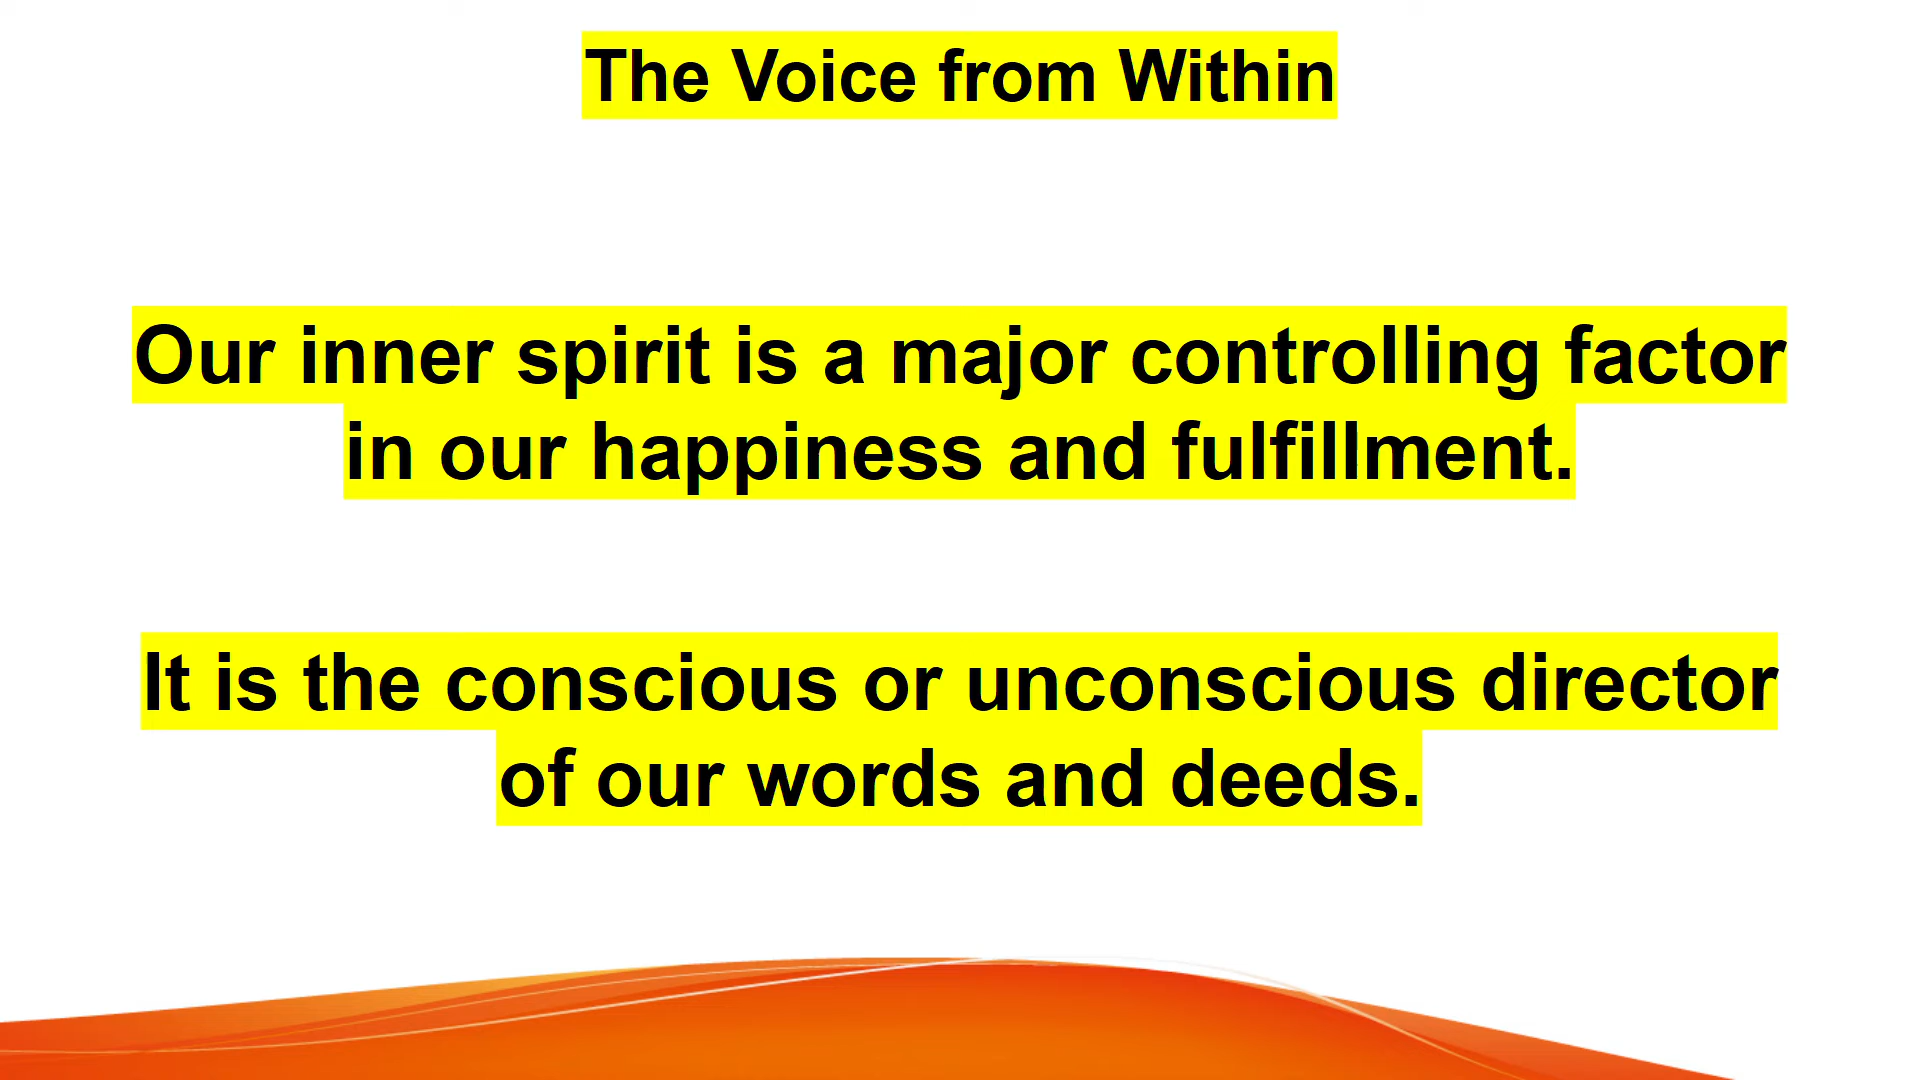 The Voice from Within
Our inner spirit is a major controlling factor
in our happiness and fulfillment.
It is the conscious or unconscious director
of our words and deeds.